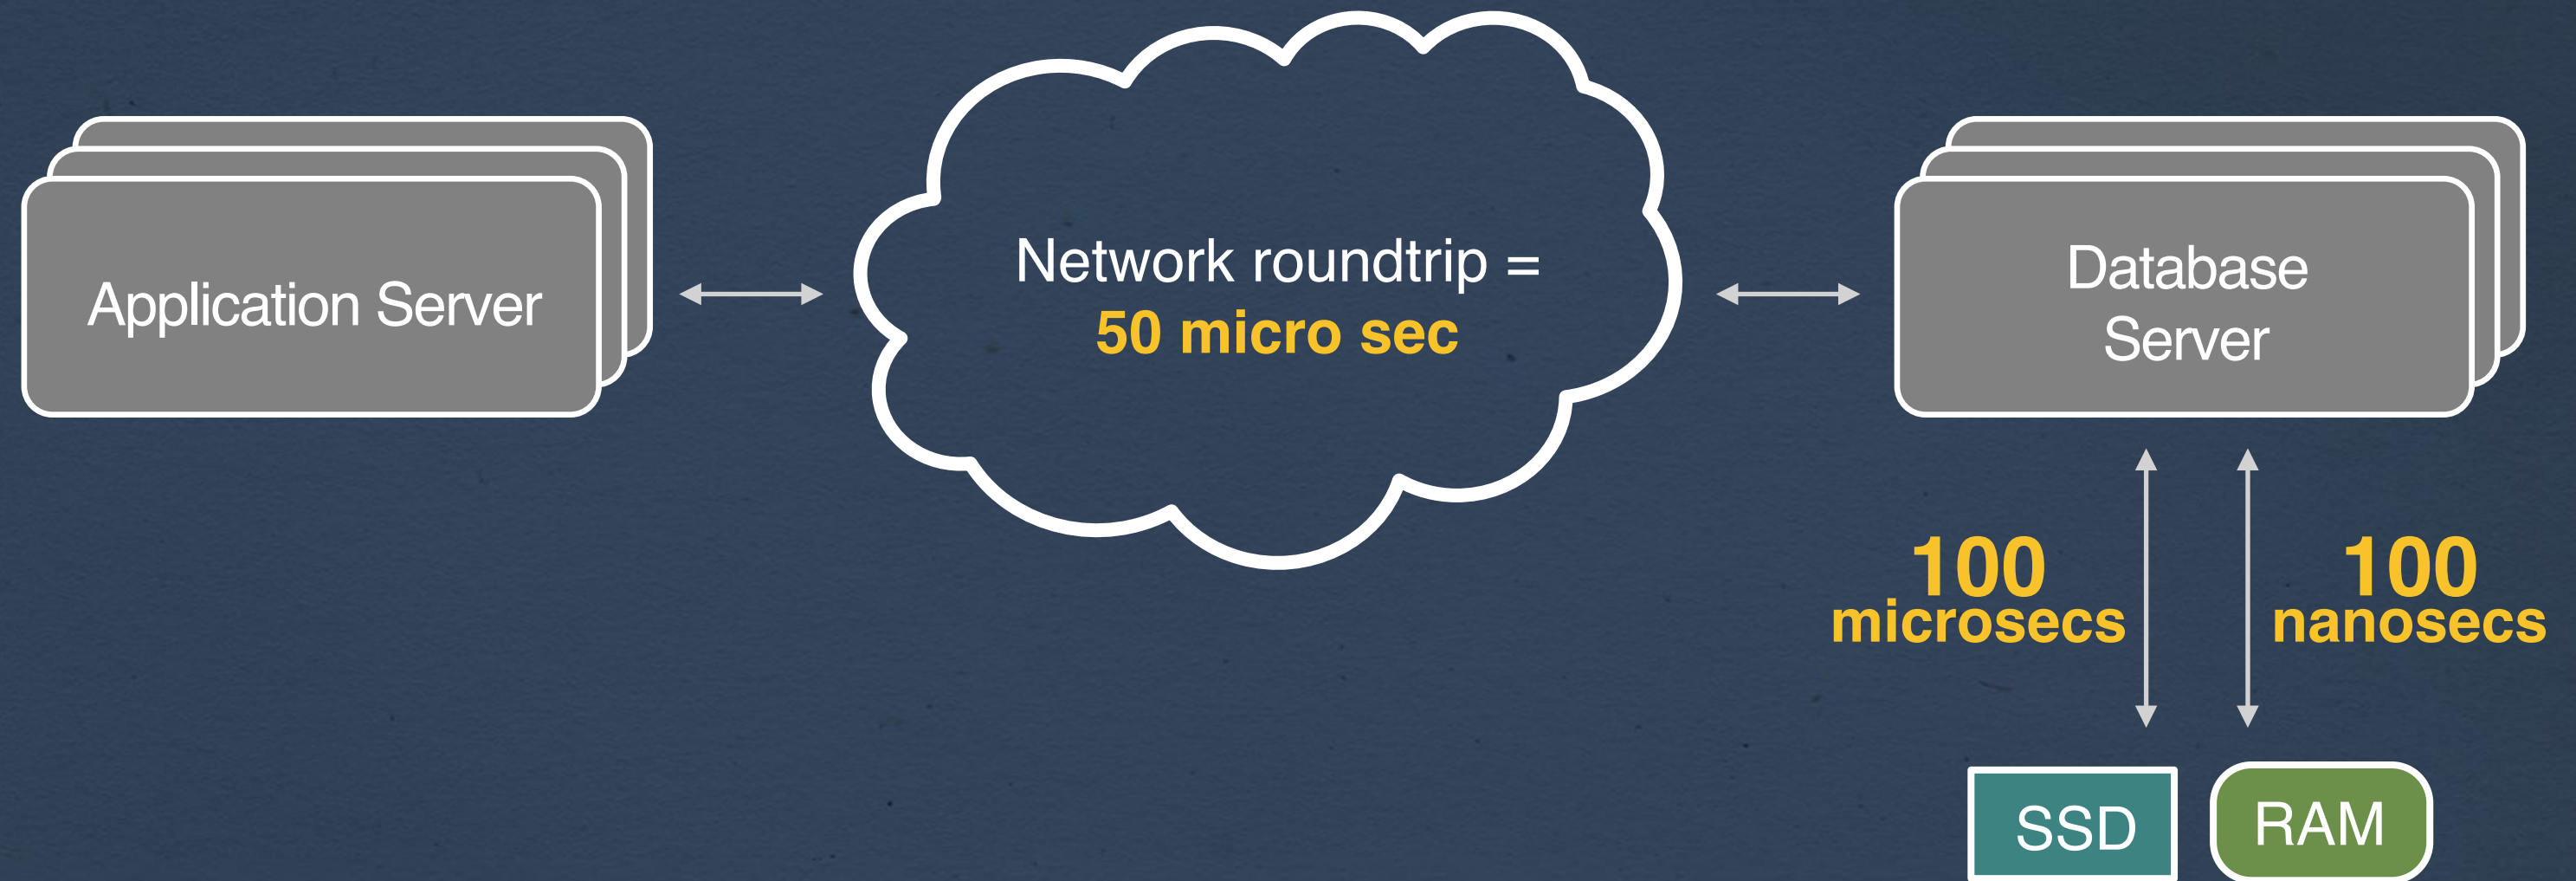 Application Server
Network roundtrip =
50 micro sec
Database
Server
100
microsecs
100
nanosecs
SSD
RAM